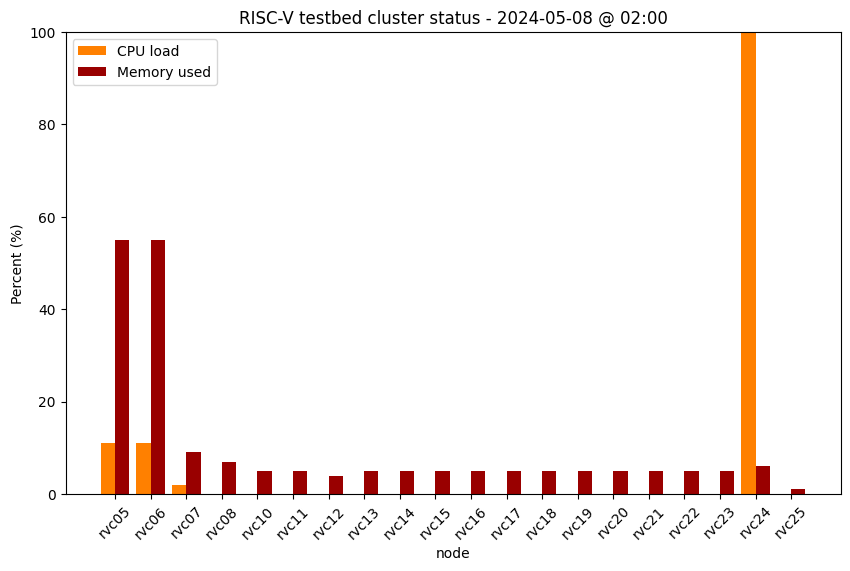 RISC-V testbed cluster status - 2024-05-08 @ 02:00
CPU load
Memory used
Percent (%)
100
80
60
40
20
0
rvc05 rvc06 rvc07 rvc08 rvc10 rvc11 rvc12 rvc13 rvc14 rvc15 rvc16 rvc17 rvc18 rvc19 rvc20 rvc21 rvc22 rvc23 rvc24 rvc25
node